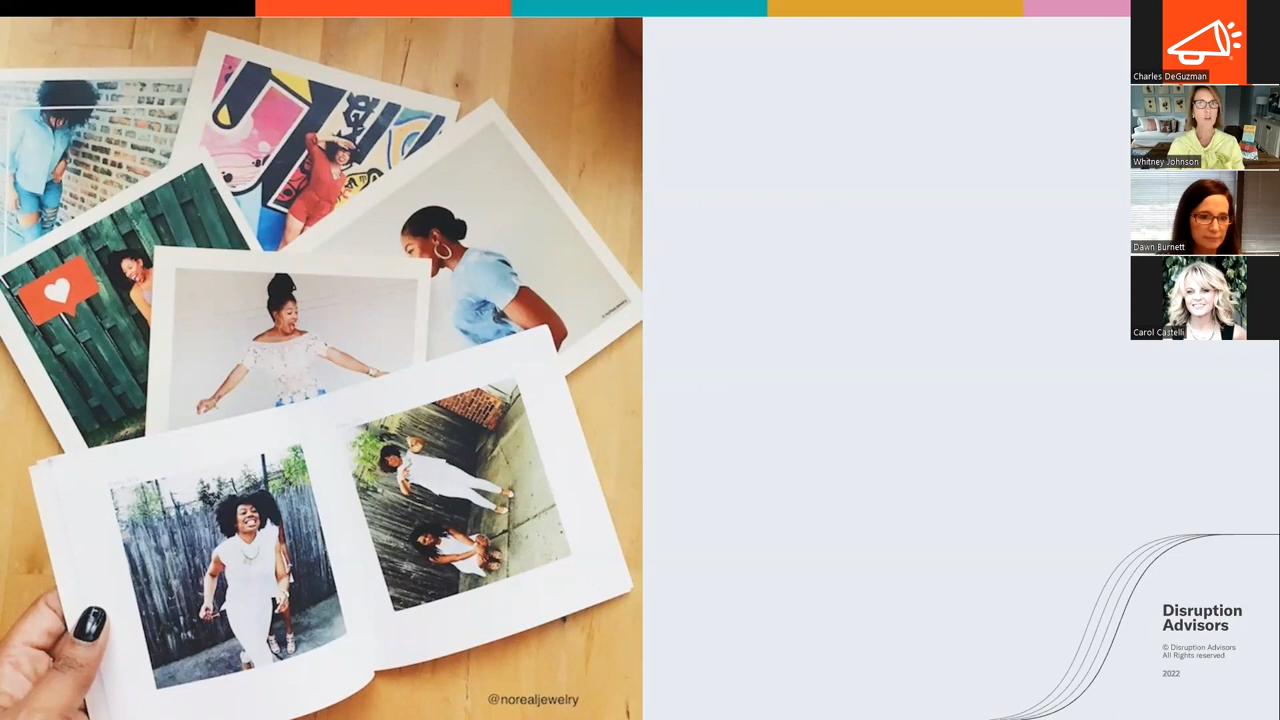 @norealjewelry
Disruption
Advisors
© Disruption Advisors
All Rights reserved
2022
Charles DeGuzman
Whitney Johnson
Dawn Burnett
Carol Castelli